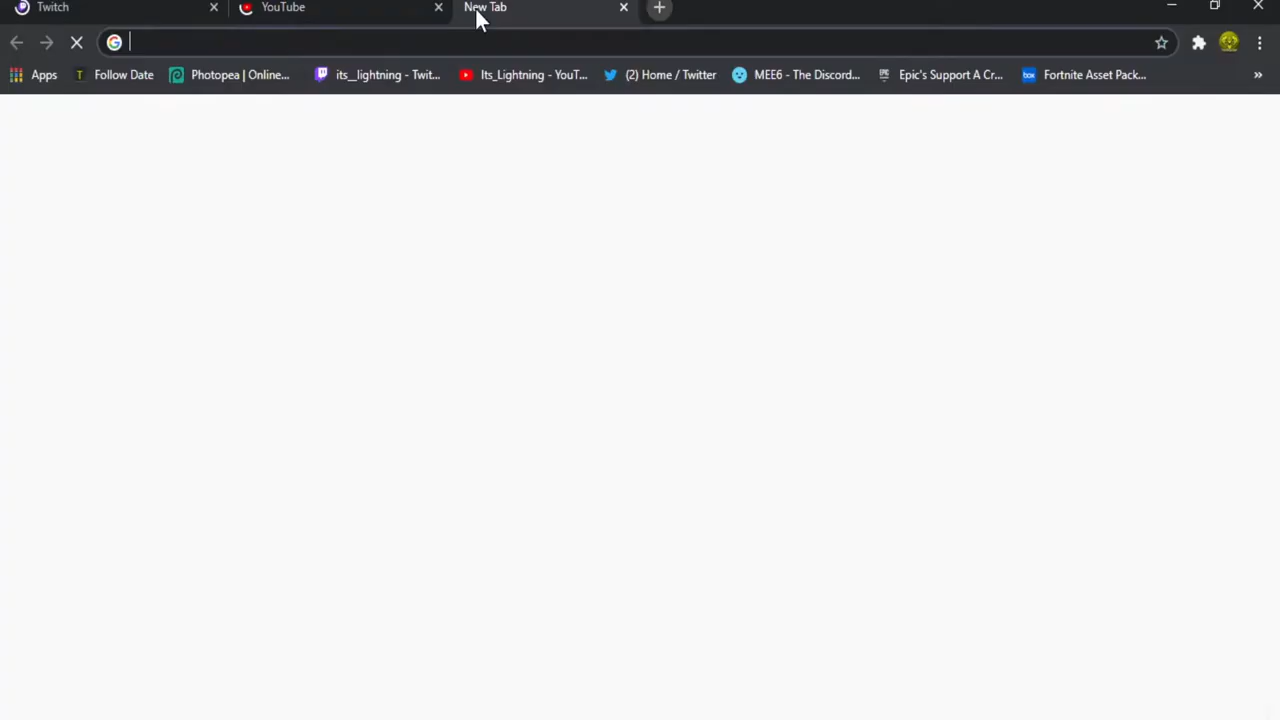 Twitch
YouTube
New Tab
Apps
Follow Date
Photopea | Online...
its__lightning - Twit...
Its_Lightning - YouT...
(2) Home / Twitter
MEE6 - The Discord...
Epic's Support A Cr...
Fortnite Asset Pack...